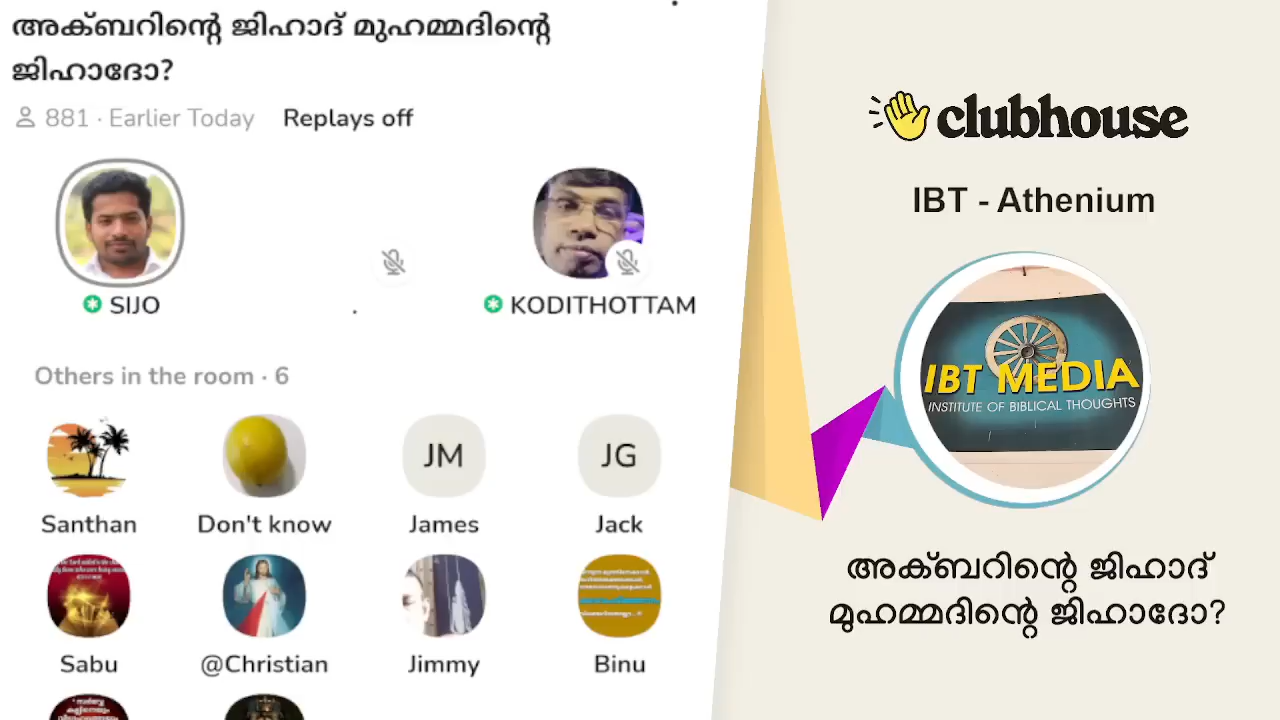 അക്ബറിന്റെ ജിഹാദ് മുഹമ്മദിന്റെ
ജിഹാദോ?
881 · Earlier Today Replays off
SIJO
.
KODITHOTTAM
Others in the room · 6
Santhan
Don't know
JM
James
JG
Jack
Sabu
@Christian
Jimmy
Binu
clubhouse
IBT - Athenium
IBT MEDIA
INSTITUTE OF BIBLICAL THOUGHTS
അക്ബറിന്റെ ജിഹാദ്
മുഹമ്മദിന്റെ ജിഹാദോ?